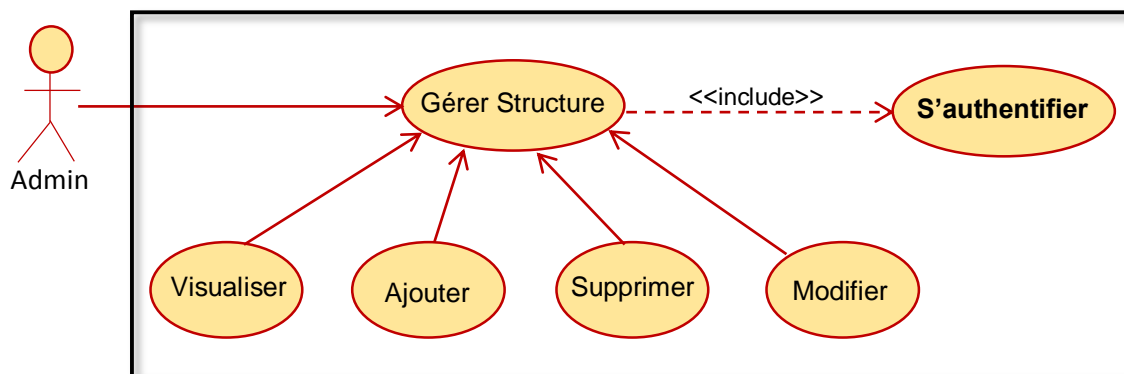 Admin
Gérer Structure
<<include>>
S’authentifier
Visualiser
Ajouter
Supprimer
Modifier